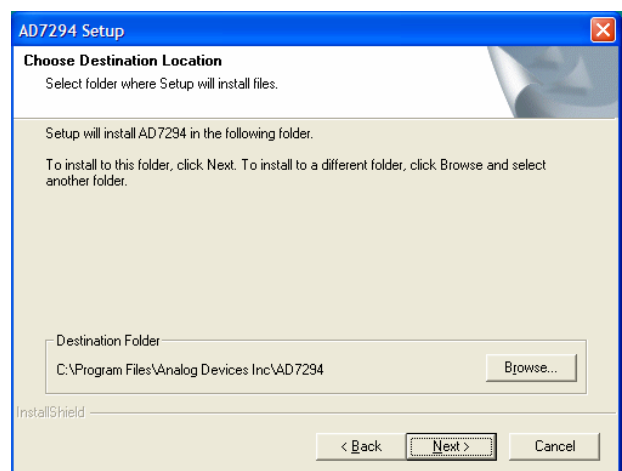 AD7294 Setup
Choose Destination Location
Select folder where Setup will install files.
Setup will install AD7294 in the following folder.
To install to this folder, click Next. To install to a different folder, click Browse and select
another folder.
Destination Folder
C:\Program Files\Analog Devices Inc\AD7294
Browse...
InstallShield
< Back
Next >
Cancel